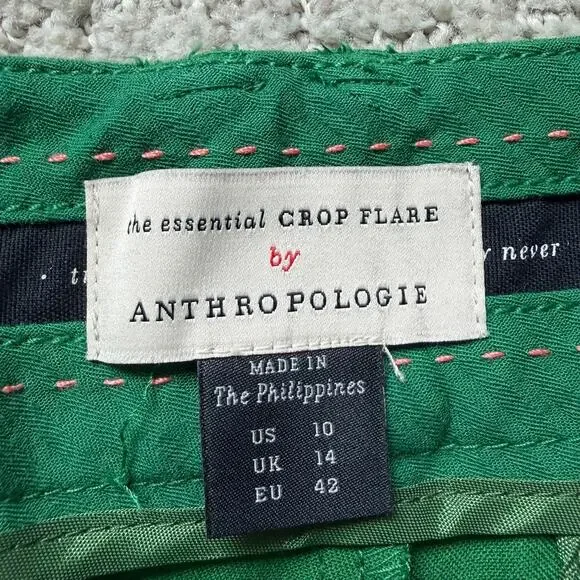 the essential CROP FLARE
by
ANTHROPOLOGIE
never
MADE IN
The Philippines
US 10
UK 14
EU 42